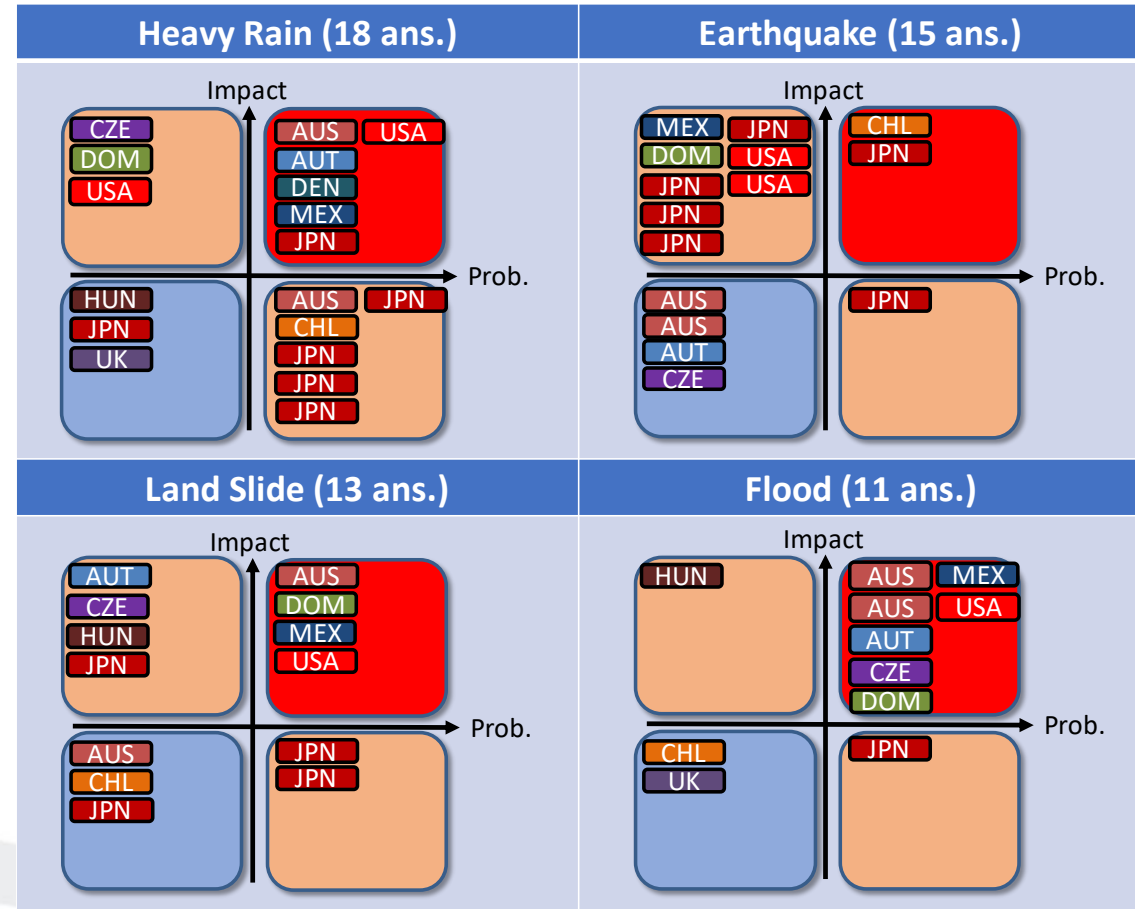 Heavy Rain (18 ans.)
Impact
CZE
DOM
USA
AUS USA
AUT
DEN
MEX
JPN
Prob.
HUN
JPN
UK
AUS JPN
CHL
JPN
JPN
JPN
Earthquake (15 ans.)
Impact
MEX JPN
DOM USA
JPN USA
JPN
JPN
CHL
JPN
Prob.
AUS
AUS
AUT
CZE
JPN
Land Slide (13 ans.)
Impact
AUT
CZE
HUN
JPN
AUS
DOM
MEX
USA
Prob.
AUS
CHL
JPN
JPN
JPN
Flood (11 ans.)
Impact
HUN
AUS MEX
AUS USA
AUT
CZE
DOM
Prob.
CHL
UK
JPN